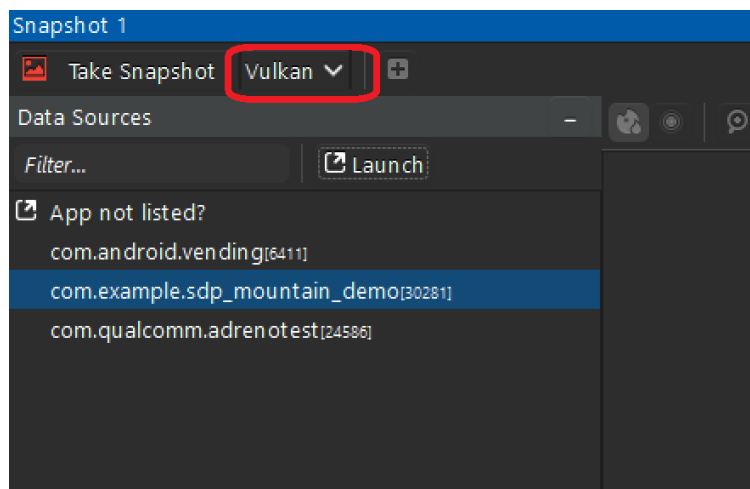 Snapshot 1
Take Snapshot Vulkan
Data Sources
Filter... Launch
App not listed?
com.android.vending[6411]
com.example.sdp_mountain_demo[30281]
com.qualcomm.adrenotest[24586]